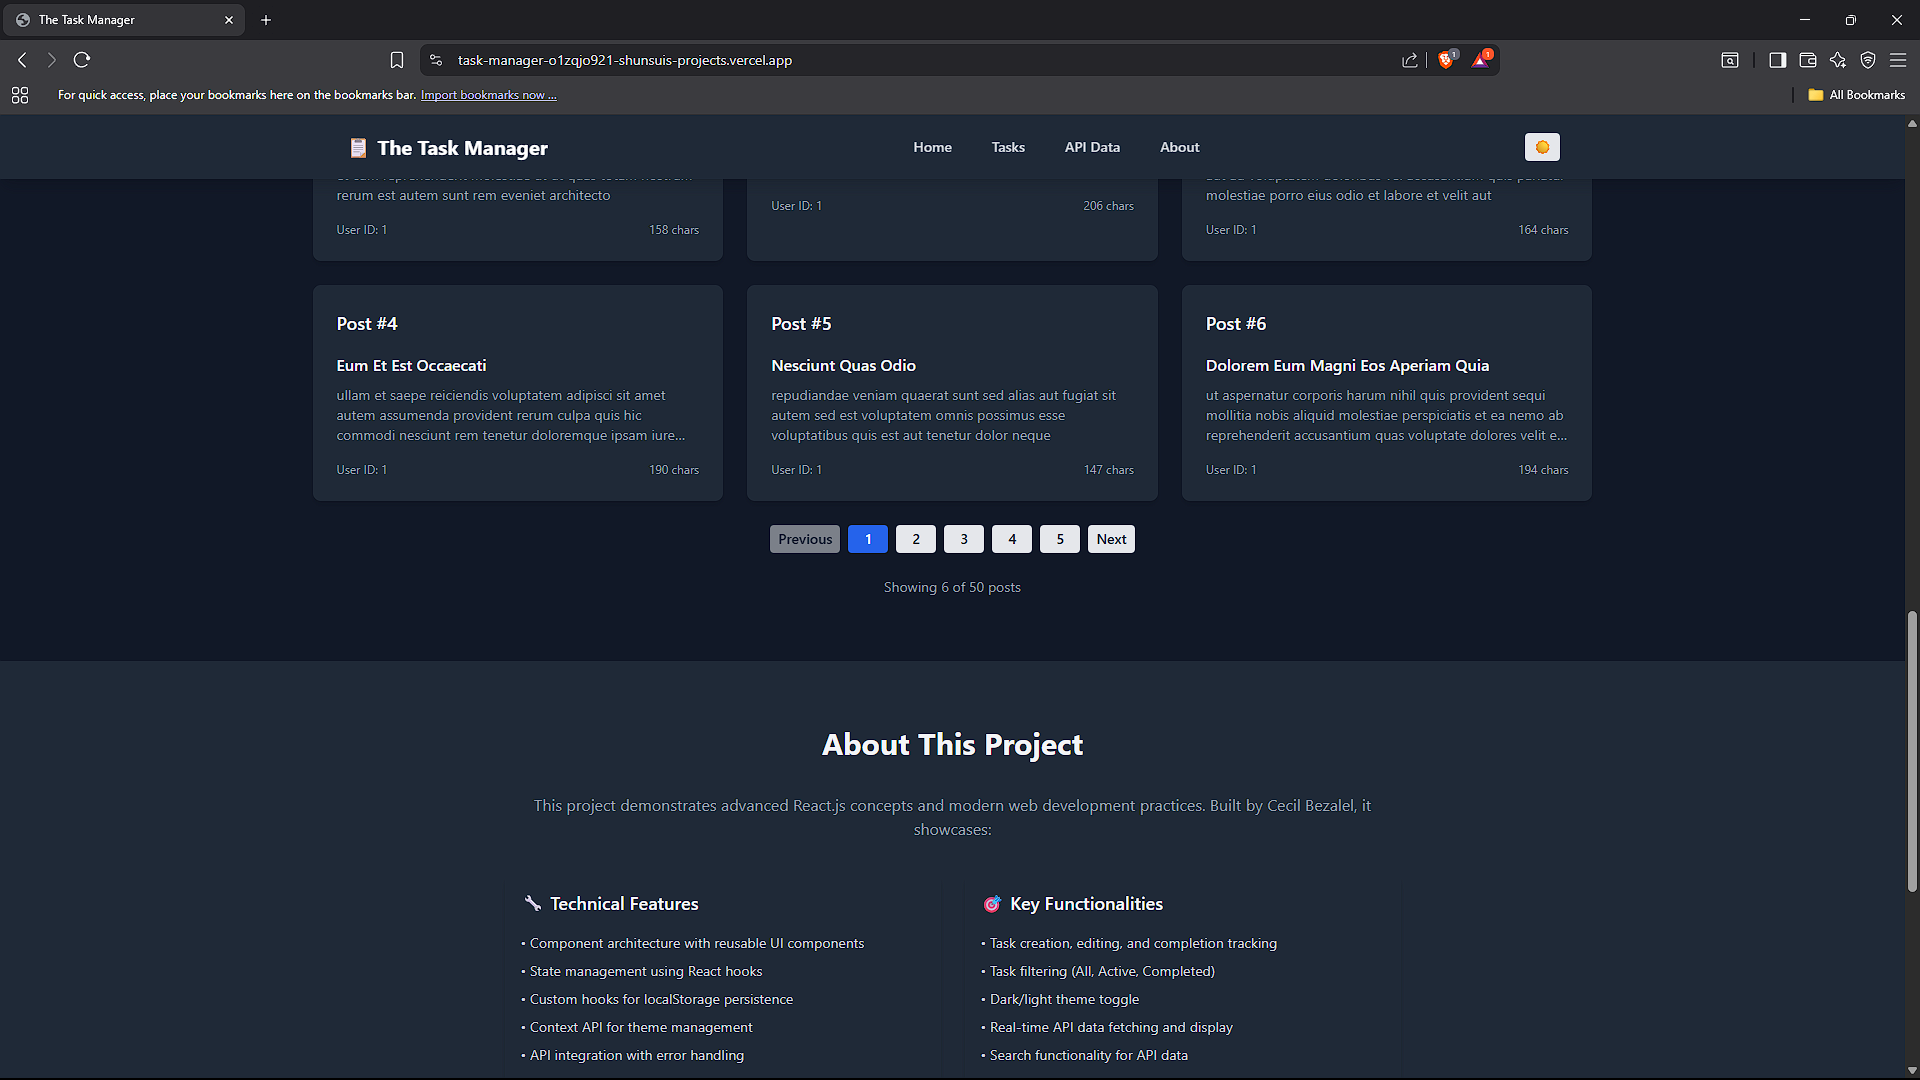 The Task Manager
task-manager-o1zqjo921-shunsuis-projects.vercel.app
1
1
For quick access, place your bookmarks here on the bookmarks bar. Import bookmarks now ...
All Bookmarks
The Task Manager
Home
Tasks
API Data
About
rerum est autem sunt rem eveniet architecto
User ID: 1
158 chars
User ID: 1
206 chars
molestiae porro eius odio et labore et velit aut
User ID: 1
164 chars
Post #4
Eum Et Est Occaecati
ullam et saepe reiciendis voluptatem adipisci sit amet
autem assumenda provident rerum culpa quis hic
commodi nesciunt rem tenetur doloremque ipsam iure...
User ID: 1
190 chars
Post #5
Nesciunt Quas Odio
repudiandae veniam quaerat sunt sed alias aut fugiat sit
autem sed est voluptatem omnis possimus esse
voluptatibus quis est aut tenetur dolor neque
User ID: 1
147 chars
Post #6
Dolorem Eum Magni Eos Aperiam Quia
ut aspernatur corporis harum nihil quis provident sequi
mollitia nobis aliquid molestiae perspiciatis et ea nemo ab
reprehenderit accusantium quas voluptate dolores velit e...
User ID: 1
194 chars
Previous
1
2
3
4
5
Next
Showing 6 of 50 posts
About This Project
This project demonstrates advanced React.js concepts and modern web development practices. Built by Cecil Bezalel, it
showcases:
Technical Features
• Component architecture with reusable UI components
• State management using React hooks
• Custom hooks for localStorage persistence
• Context API for theme management
• API integration with error handling
Key Functionalities
• Task creation, editing, and completion tracking
• Task filtering (All, Active, Completed)
• Dark/light theme toggle
• Real-time API data fetching and display
• Search functionality for API data